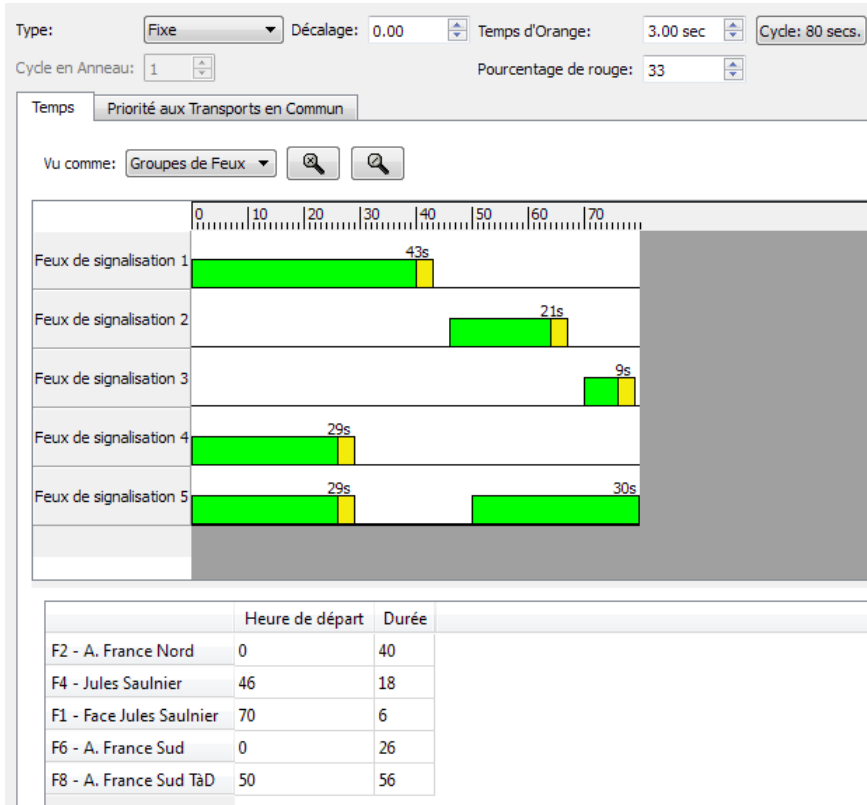 Type: Fixe Décalage: 0.00 Temps d'Orange: 3.00 sec Cycle: 80 secs.
Cycle en Anneau: 1 Pourcentage de rouge: 33
Temps Priorité aux Transports en Commun
Vu comme: Groupes de Feux
0 10 20 30 40 50 60 70
43s
Feux de signalisation 1
21s
Feux de signalisation 2
9s
Feux de signalisation 3
29s
Feux de signalisation 4
29s 30s
Feux de signalisation 5
Heure de départ Durée
F2 - A. France Nord 0 40
F4 - Jules Saulnier 46 18
F1 - Face Jules Saulnier 70 6
F6 - A. France Sud 0 26
F8 - A. France Sud TàD 50 56